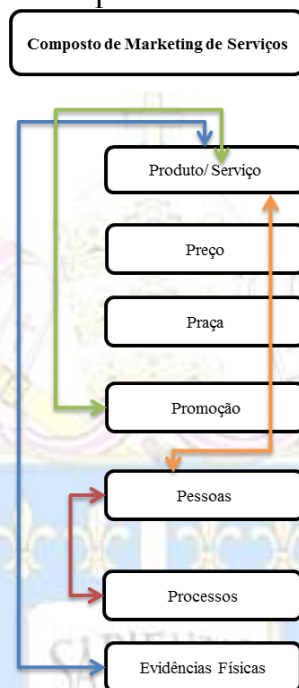 Composto de Marketing de Serviços
Produto/ Serviço
Preço
Praça
Promoção
Pessoas
Processos
Evidências Físicas